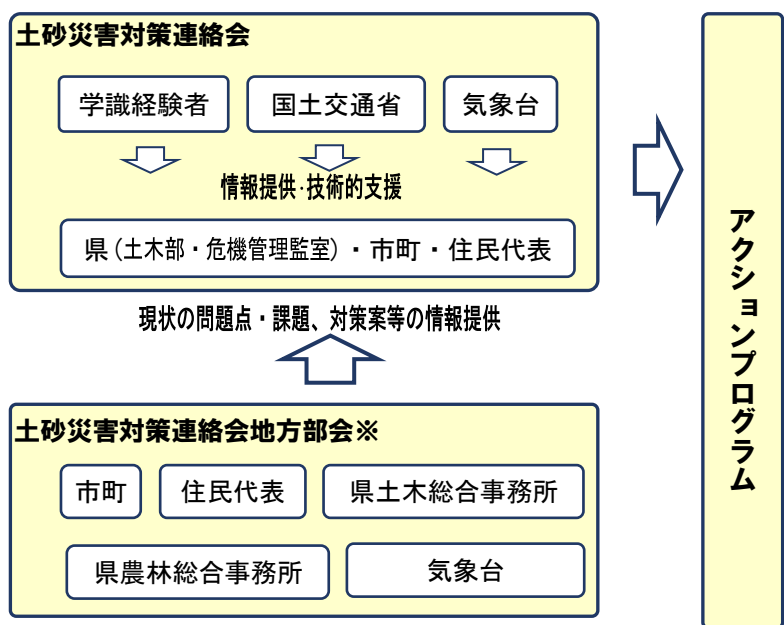 土砂災害対策連絡会
学識経験者
国土交通省
気象台
情報提供・技術的支援
県（土木部・危機管理監室）・市町・住民代表
現状の問題点・課題、対策案等の情報提供
土砂災害対策連絡会地方部会※
市町
住民代表
県土木総合事務所
県農林総合事務所
気象台
アクションプログラム